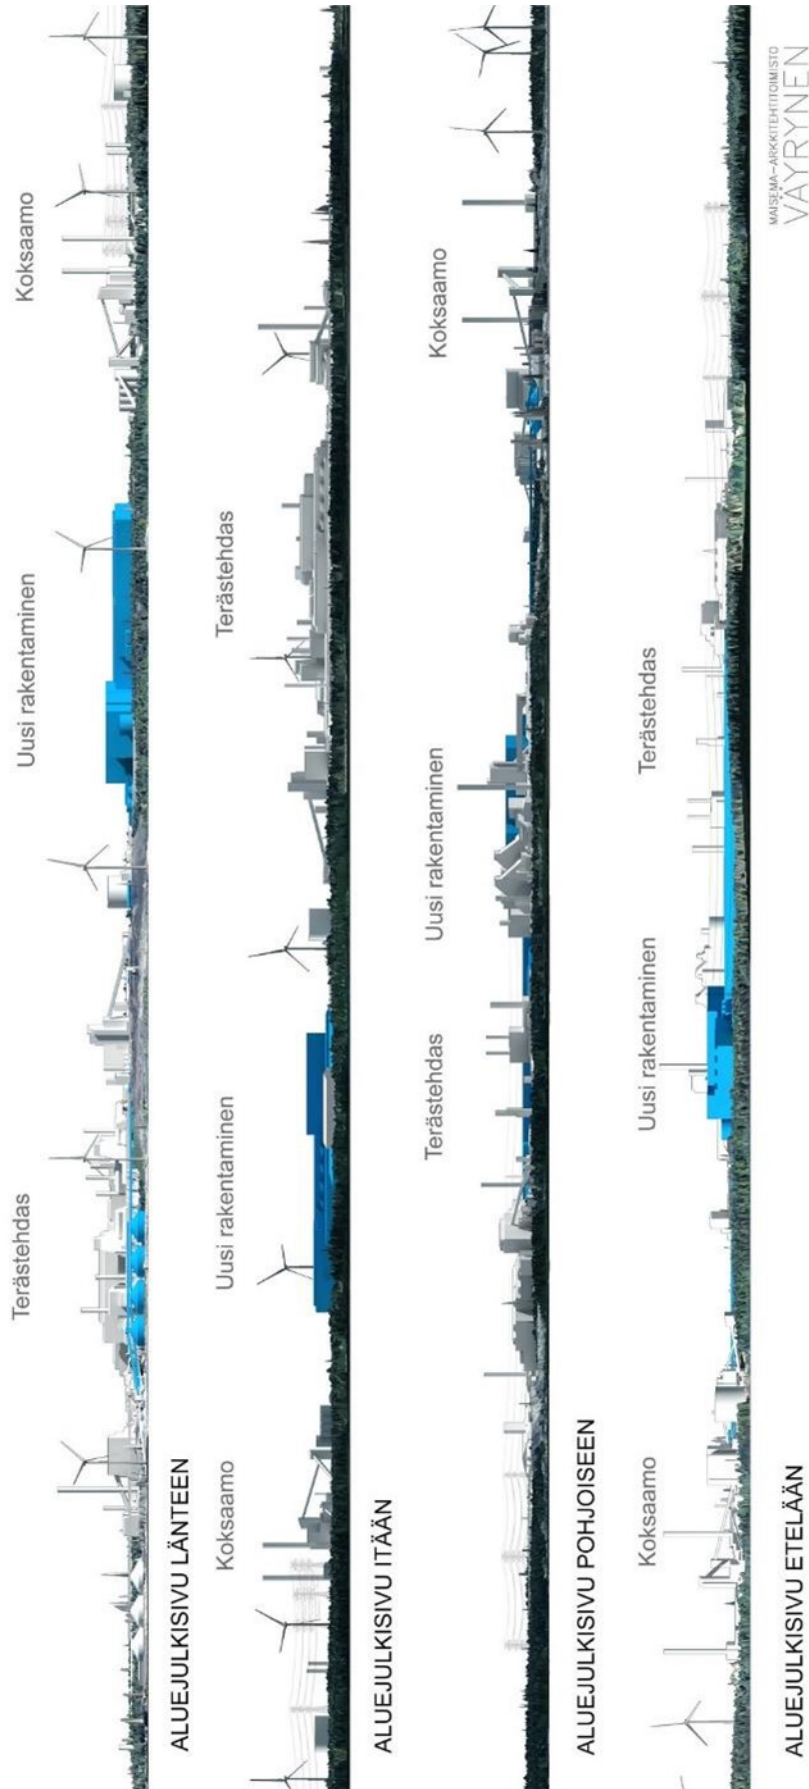 Terästehdas
Uusi rakentaminen
Koksaamo
ALUEJULKISIVU LÄNTEEN
Koksaamo
Uusi rakentaminen
Terästehdas
ALUEJULKISIVU ITÄÄN
Terästehdas
Uusi rakentaminen
Koksaamo
ALUEJULKISIVU POHJOISEEN
Koksaamo
Uusi rakentaminen
Terästehdas
ALUEJULKISIVU ETELÄÄN
MAISEMA-ARKKITEHTITOIMISTO
VÄYRYNEN